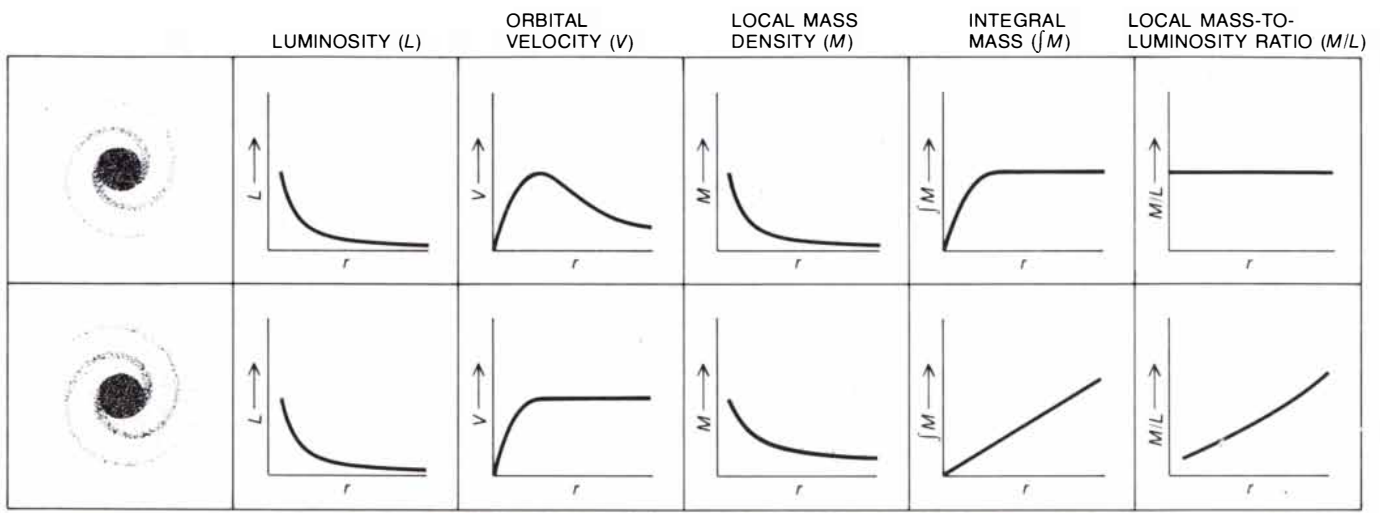 LUMINOSITY (L)
ORBITAL
VELOCITY (V)
LOCAL MASS
DENSITY (M)
INTEGRAL
MASS (∫M)
LOCAL MASS-TO-
LUMINOSITY RATIO (M/L)
L
r
V
r
M
r
∫M
r
M/L
r
L
r
V
r
M
r
∫M
r
M/L
r